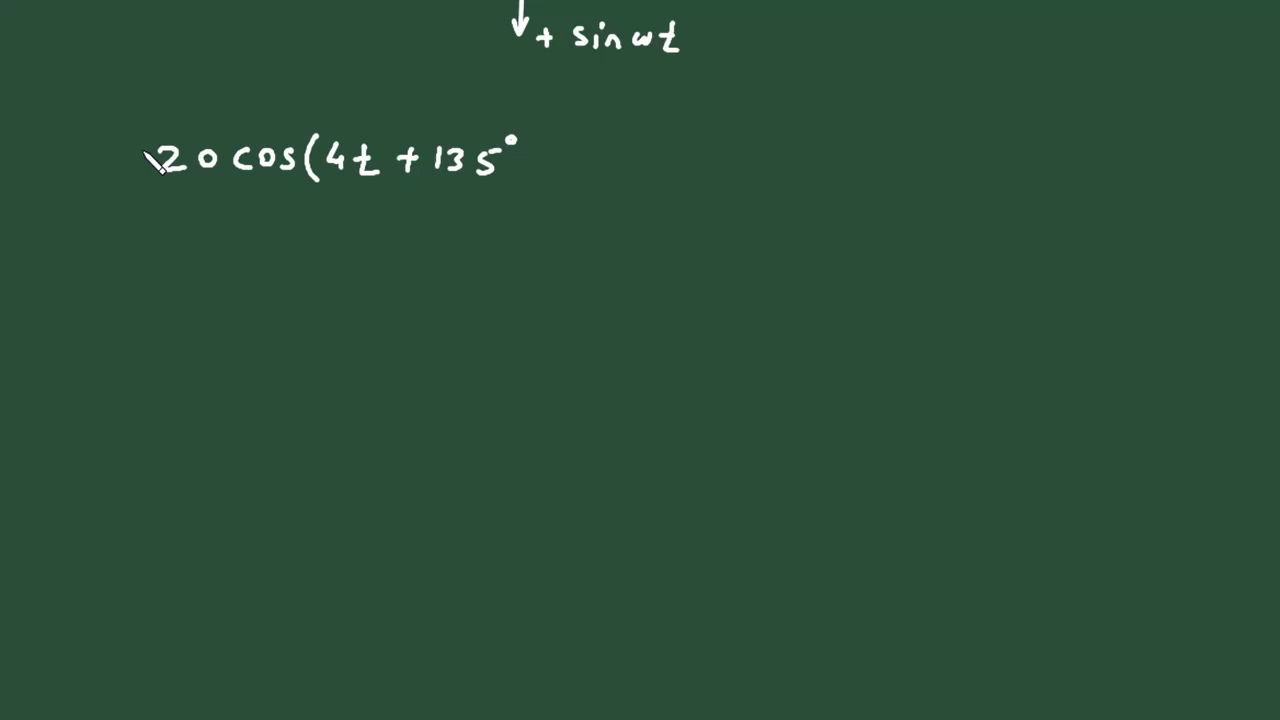 + sin ωt
20 cos(4t + 135°